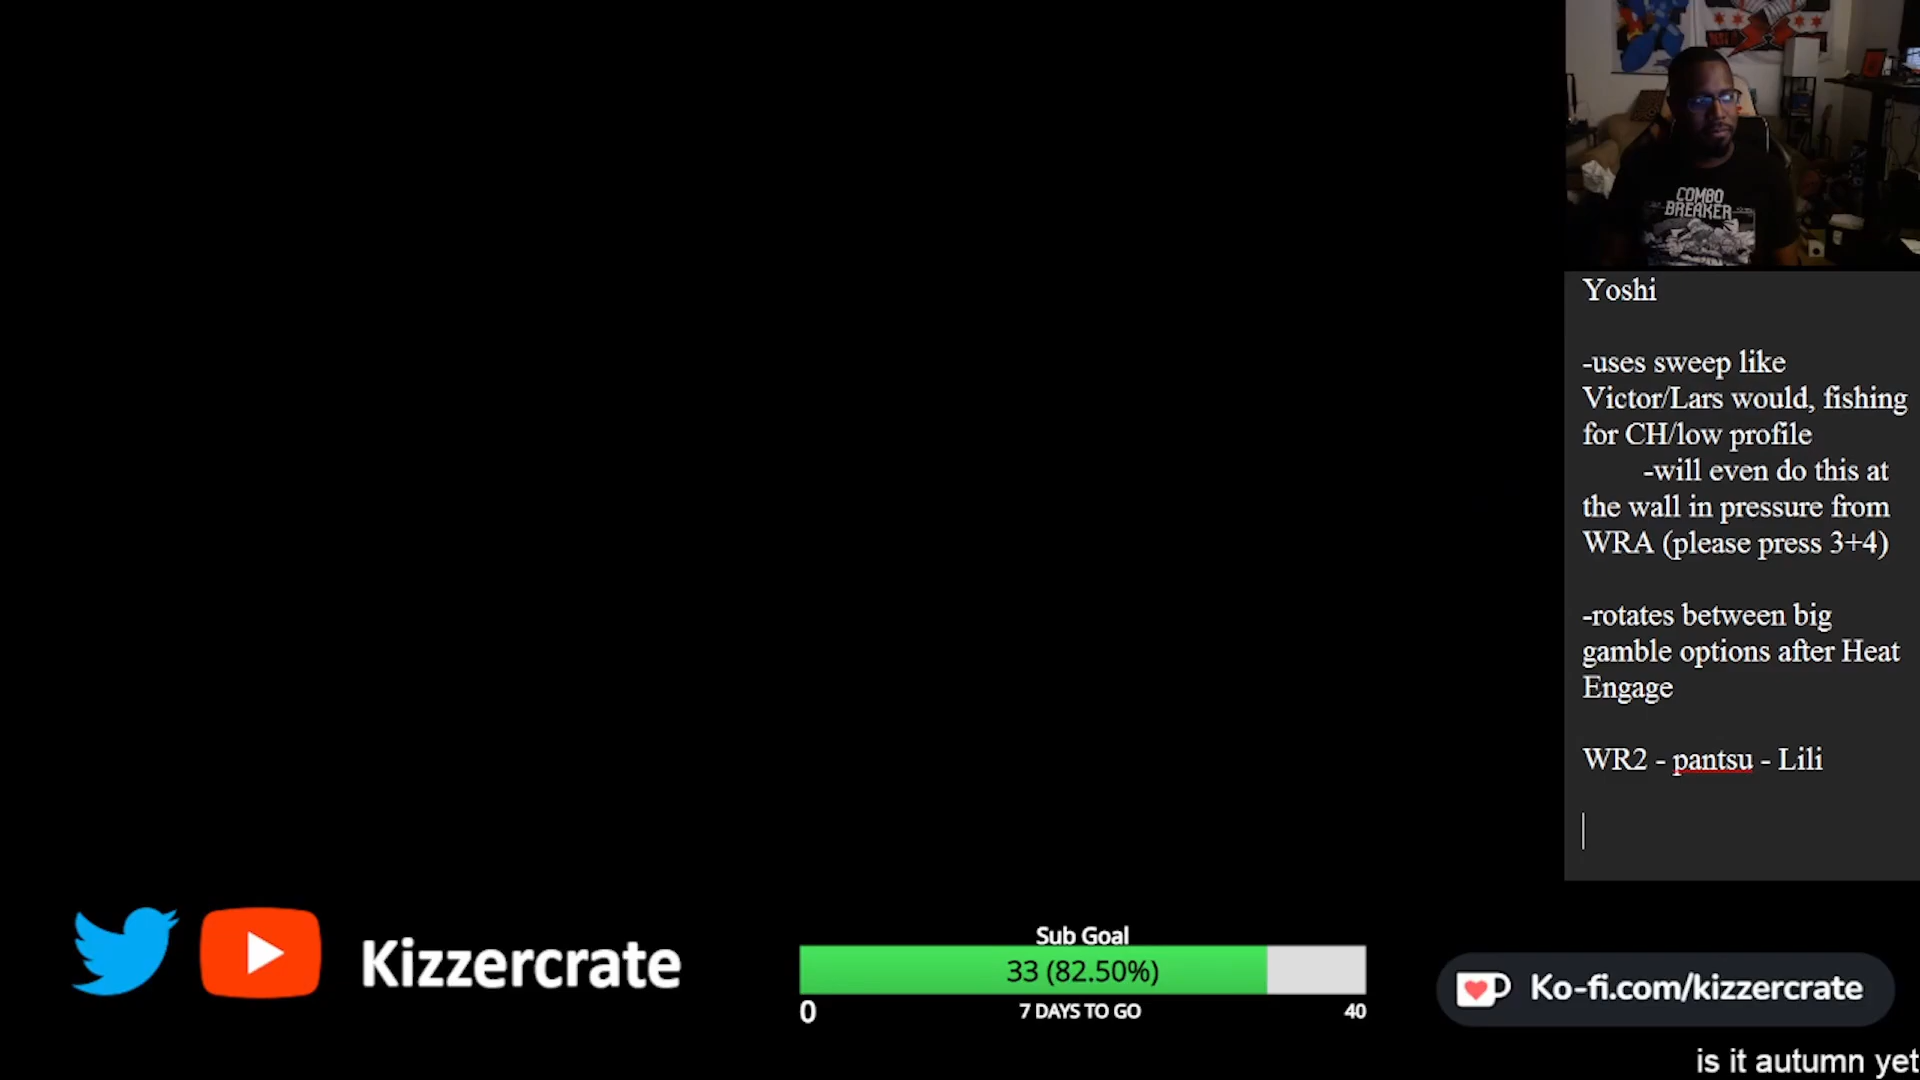 COMBO
BREAKER
Yoshi
-uses sweep like
Victor/Lars would, fishing
for CH/low profile
-will even do this at
the wall in pressure from
WRA (please press 3+4)
-rotates between big
gamble options after Heat
Engage
WR2 - pantsu - Lili
Kizzercrate
Sub Goal
33 (82.50%)
0
7 DAYS TO GO
40
Ko-fi.com/kizzercrate
is it autumn yet